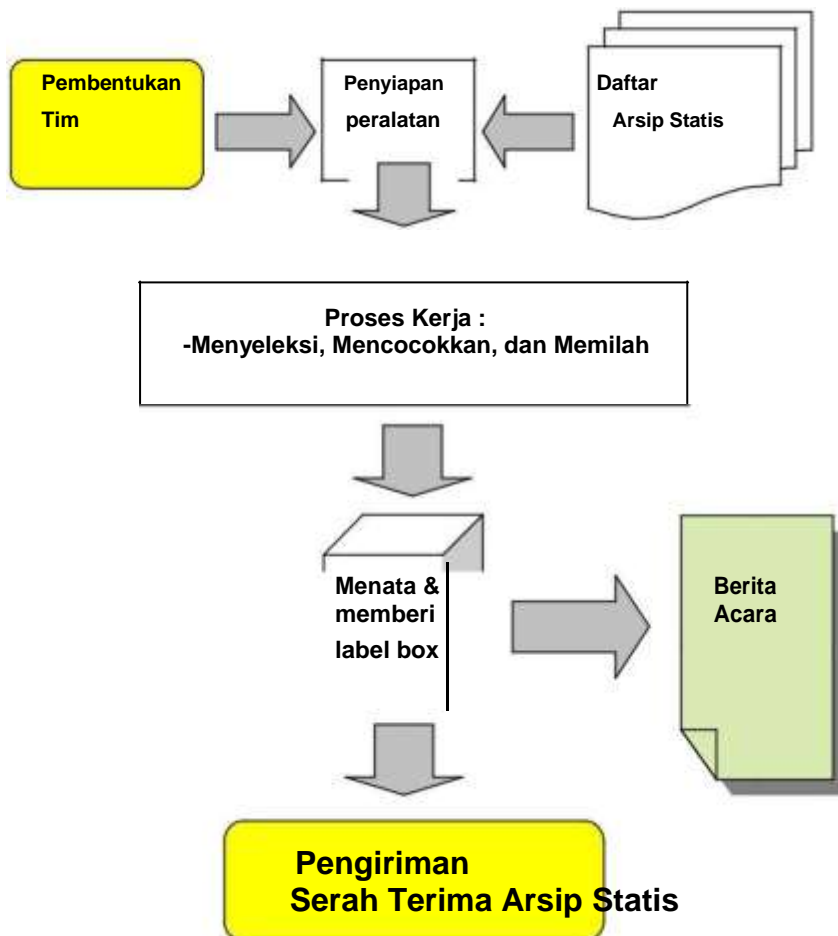 Pembentukan
Tim
Penyiapan
peralatan
Daftar
Arsip Statis
Proses Kerja :
-Menyeleksi, Mencocokkan, dan Memilah
Menata &
memberi
label box
Berita
Acara
Pengiriman
Serah Terima Arsip Statis